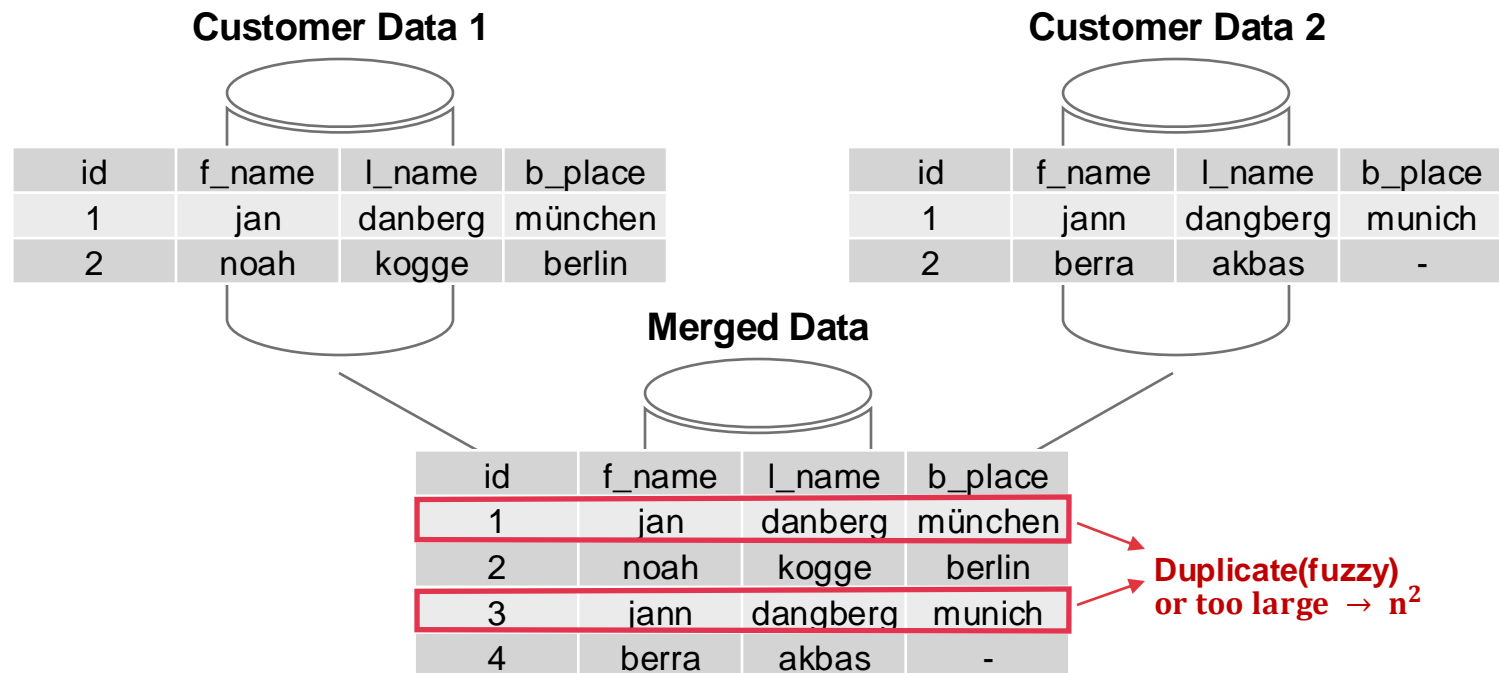 Customer Data 1
id f_name l_name b_place
1 jan danberg münchen
2 noah kogge berlin
Customer Data 2
id f_name l_name b_place
1 jann dangberg munich
2 berra akbas -
Merged Data
id f_name l_name b_place
1 jan danberg münchen
2 noah kogge berlin
3 jann dangberg munich
4 berra akbas -
Duplicate(fuzzy)
or too large → n²